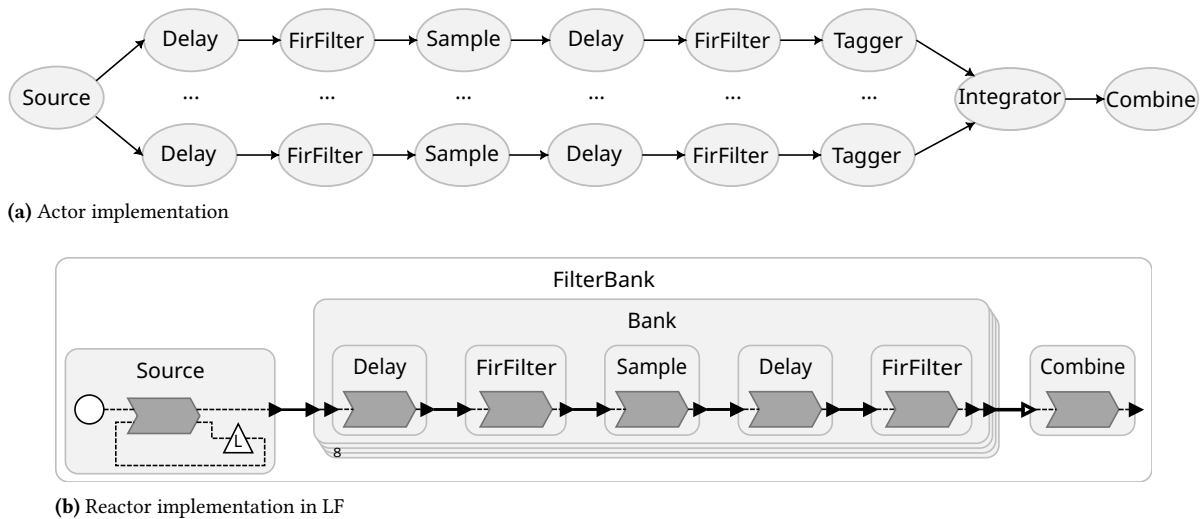 Delay FirFilter Sample Delay FirFilter Tagger
Source ... ... ... ... ... ... Integrator Combine
Delay FirFilter Sample Delay FirFilter Tagger
(a) Actor implementation
FilterBank
Bank
Source Delay FirFilter Sample Delay FirFilter Combine
L
8
(b) Reactor implementation in LF